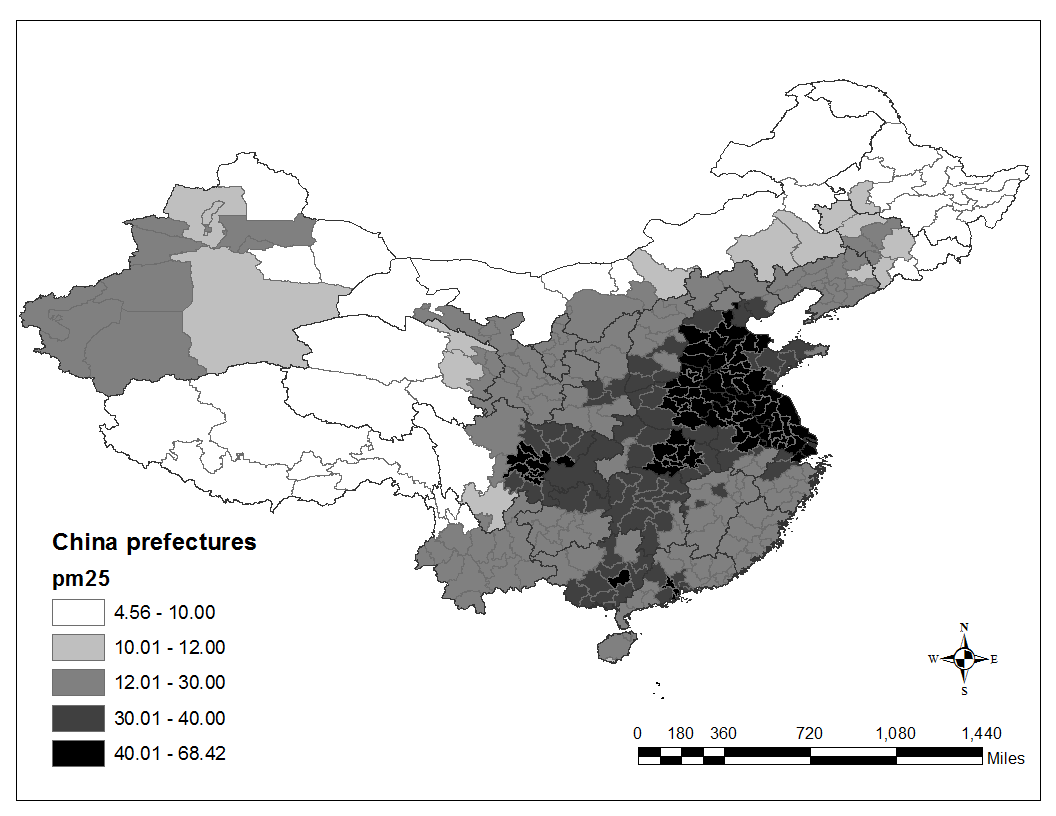 China prefectures
pm25
4.56 - 10.00
10.01 - 12.00
12.01 - 30.00
30.01 - 40.00
40.01 - 68.42
N
W E
S
0 180 360 720 1,080 1,440
Miles